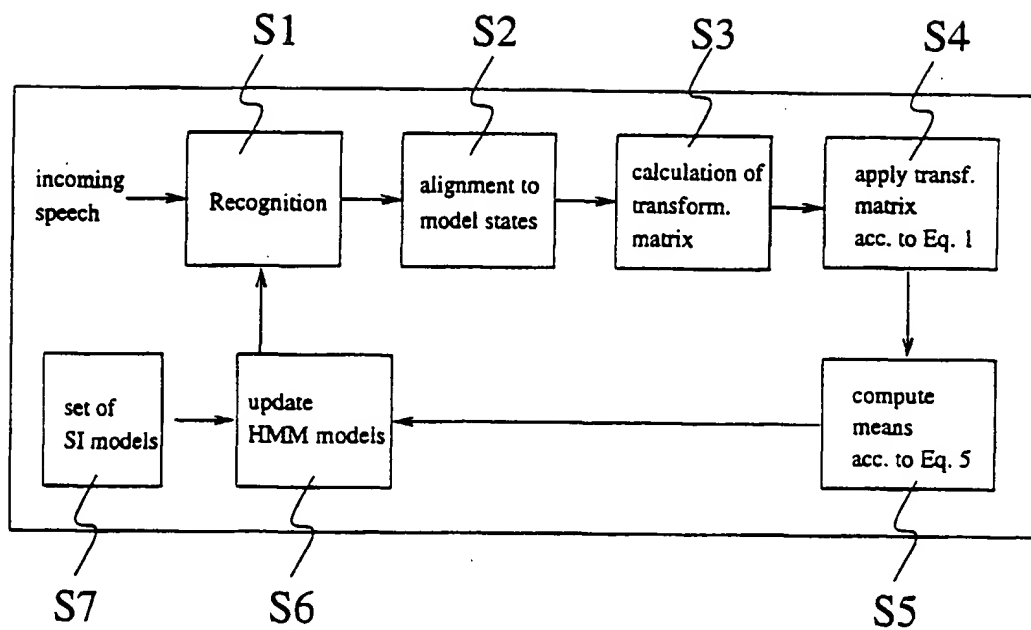 S1
S2
S3
S4
incoming
speech
Recognition
alignment to
model states
calculation of
transform.
matrix
apply transf.
matrix
acc. to Eq. 1
set of
SI models
update
HMM models
compute
means
acc. to Eq. 5
S7
S6
S5